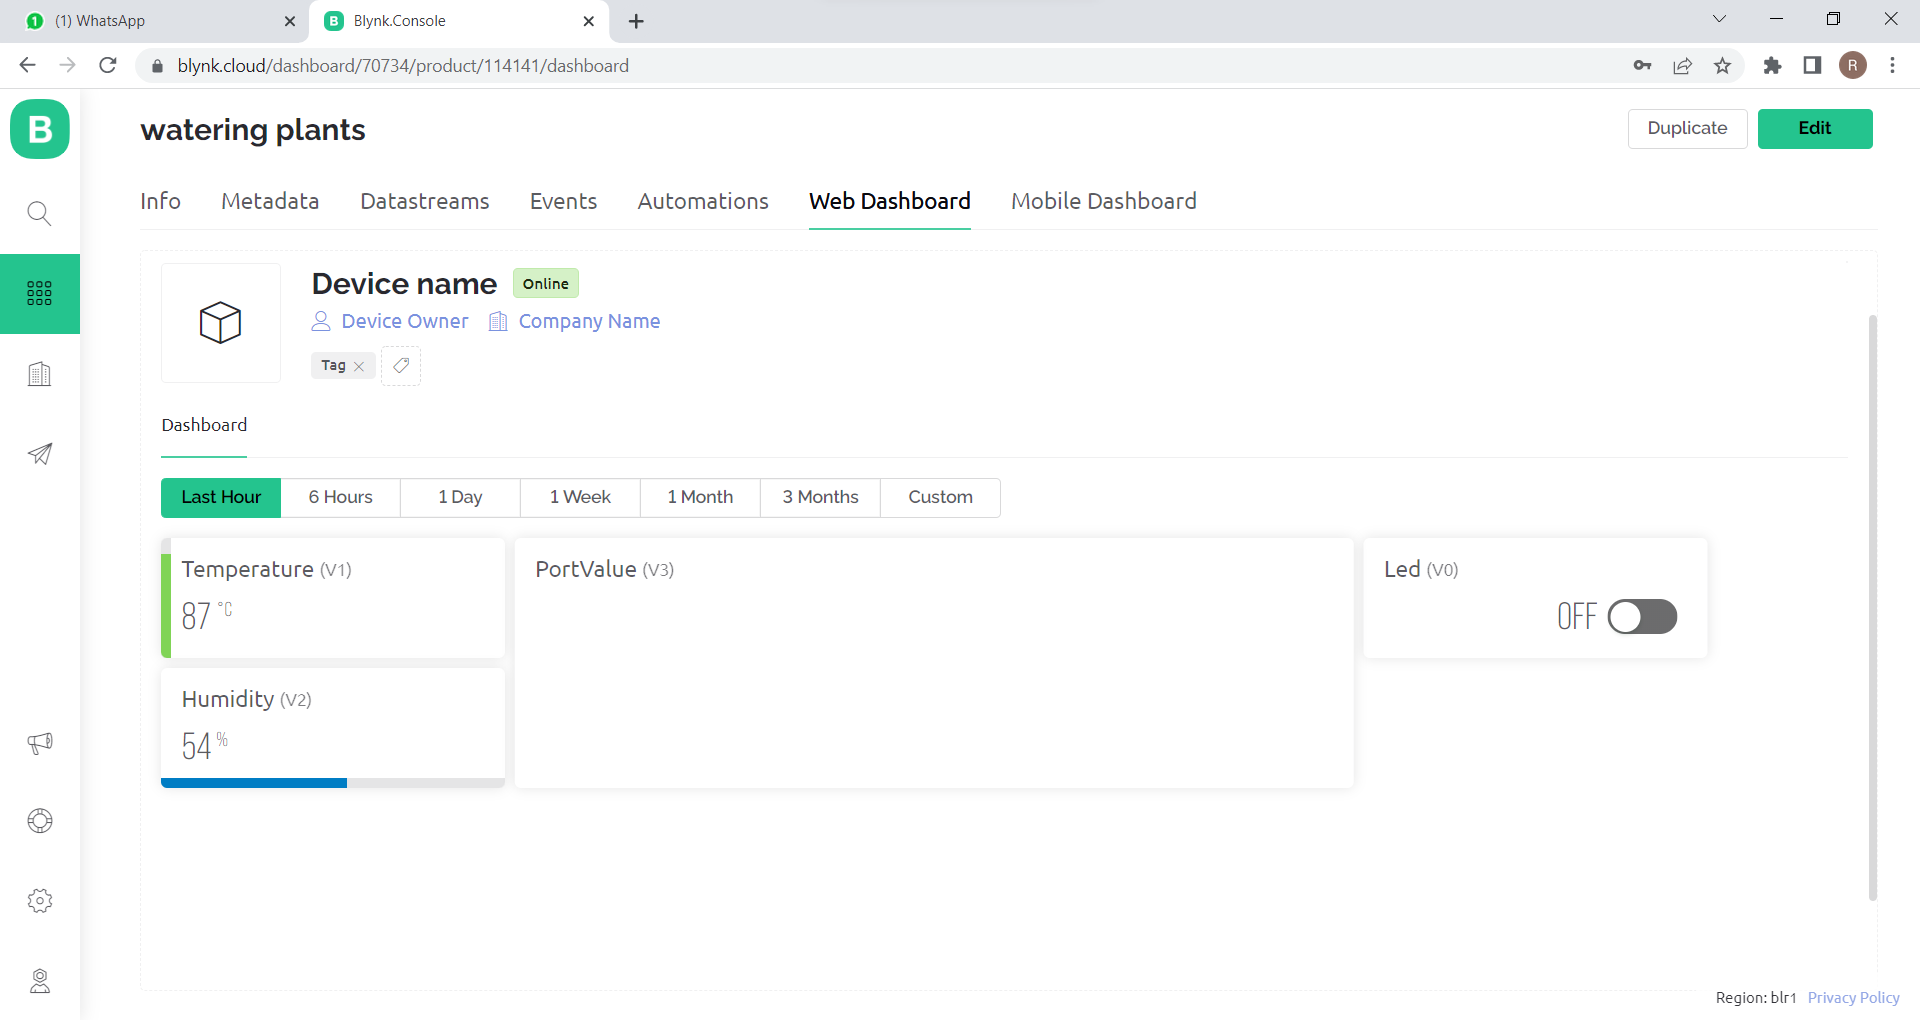 (1) WhatsApp
Blynk.Console
blynk.cloud/dashboard/70734/product/114141/dashboard
R
B
watering plants
Duplicate
Edit
Info Metadata Datastreams Events Automations Web Dashboard Mobile Dashboard
Device name Online
Device Owner Company Name
Tag
Dashboard
Last Hour 6 Hours 1 Day 1 Week 1 Month 3 Months Custom
Temperature (V1)
87 °C
Humidity (V2)
54 %
PortValue (V3)
Led (V0)
OFF
Region: blr1 Privacy Policy